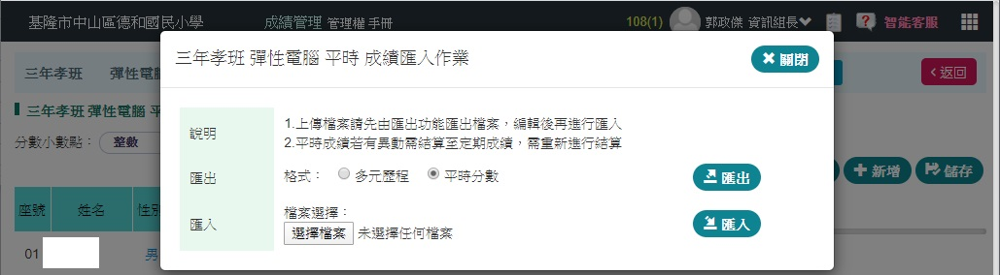 基隆市中山區德和國民小學 成績管理 管理權 手冊 108(1) 郭政傑 資訊組長 智能客服
三年孝班 彈性電腦 平時 成績匯入作業 關閉
三年孝班 彈性電腦 返回
三年孝班 彈性電腦 平
分數小數點： 整數
說明
1.上傳檔案請先由匯出功能匯出檔案，編輯後再進行匯入
2.平時成績若有異動需結算至定期成績，需重新進行結算
匯出 格式： 多元歷程 平時分數 匯出
新增 儲存
座號 姓名 性別
匯入 檔案選擇：
選擇檔案 未選擇任何檔案 匯入
01 男